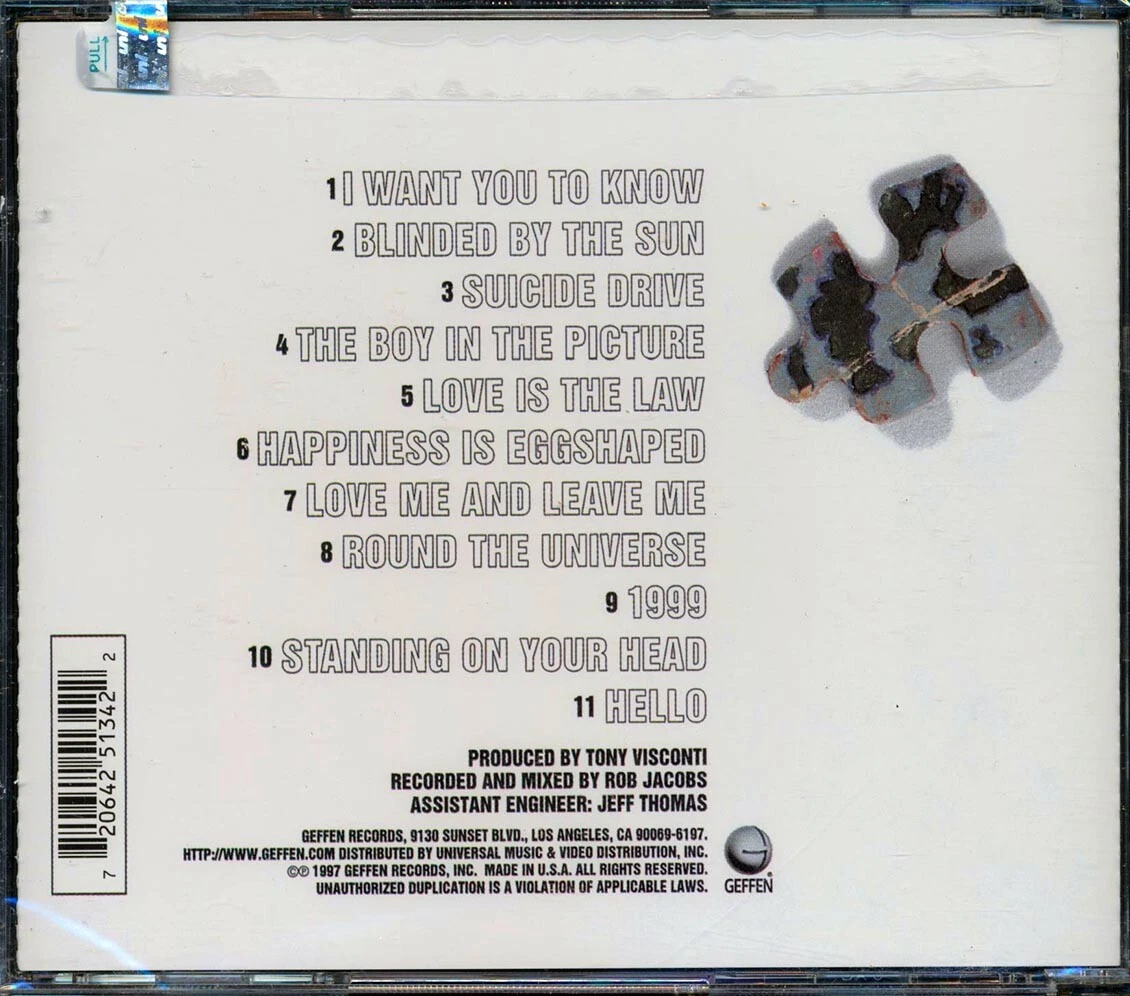 PULL
1 I WANT YOU TO KNOW
2 BLINDED BY THE SUN
3 SUICIDE DRIVE
4 THE BOY IN THE PICTURE
5 LOVE IS THE LAW
6 HAPPINESS IS EGGSHAPED
7 LOVE ME AND LEAVE ME
8 ROUND THE UNIVERSE
9 1999
10 STANDING ON YOUR HEAD
11 HELLO
PRODUCED BY TONY VISCONTI
RECORDED AND MIXED BY ROB JACOBS
ASSISTANT ENGINEER: JEFF THOMAS
GEFFEN RECORDS, 9130 SUNSET BLVD., LOS ANGELES, CA 90069-6197.
HTTP://WWW.GEFFEN.COM DISTRIBUTED BY UNIVERSAL MUSIC & VIDEO DISTRIBUTION, INC.
©℗ 1997 GEFFEN RECORDS, INC. MADE IN U.S.A. ALL RIGHTS RESERVED.
UNAUTHORIZED DUPLICATION IS A VIOLATION OF APPLICABLE LAWS.
GEFFEN®
7 20642 51342 2